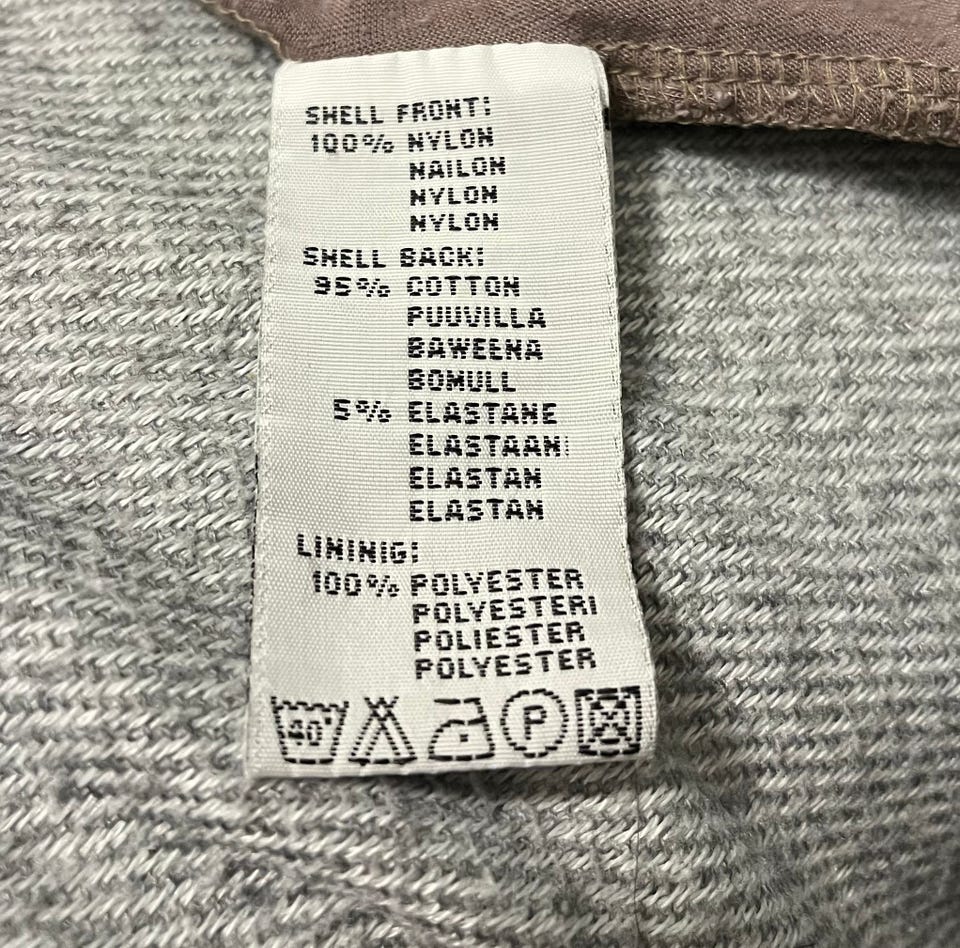 SHELL FRONT:
100% NYLON
NAILON
NYLON
NYLON
SHELL BACK:
95% COTTON
PUUVILLA
BAWEENA
BOMULL
5% ELASTANE
ELASTAANI
ELASTAN
ELASTAN
LININIG:
100% POLYESTER
POLYESTERI
POLIESTER
POLYESTER
40° P